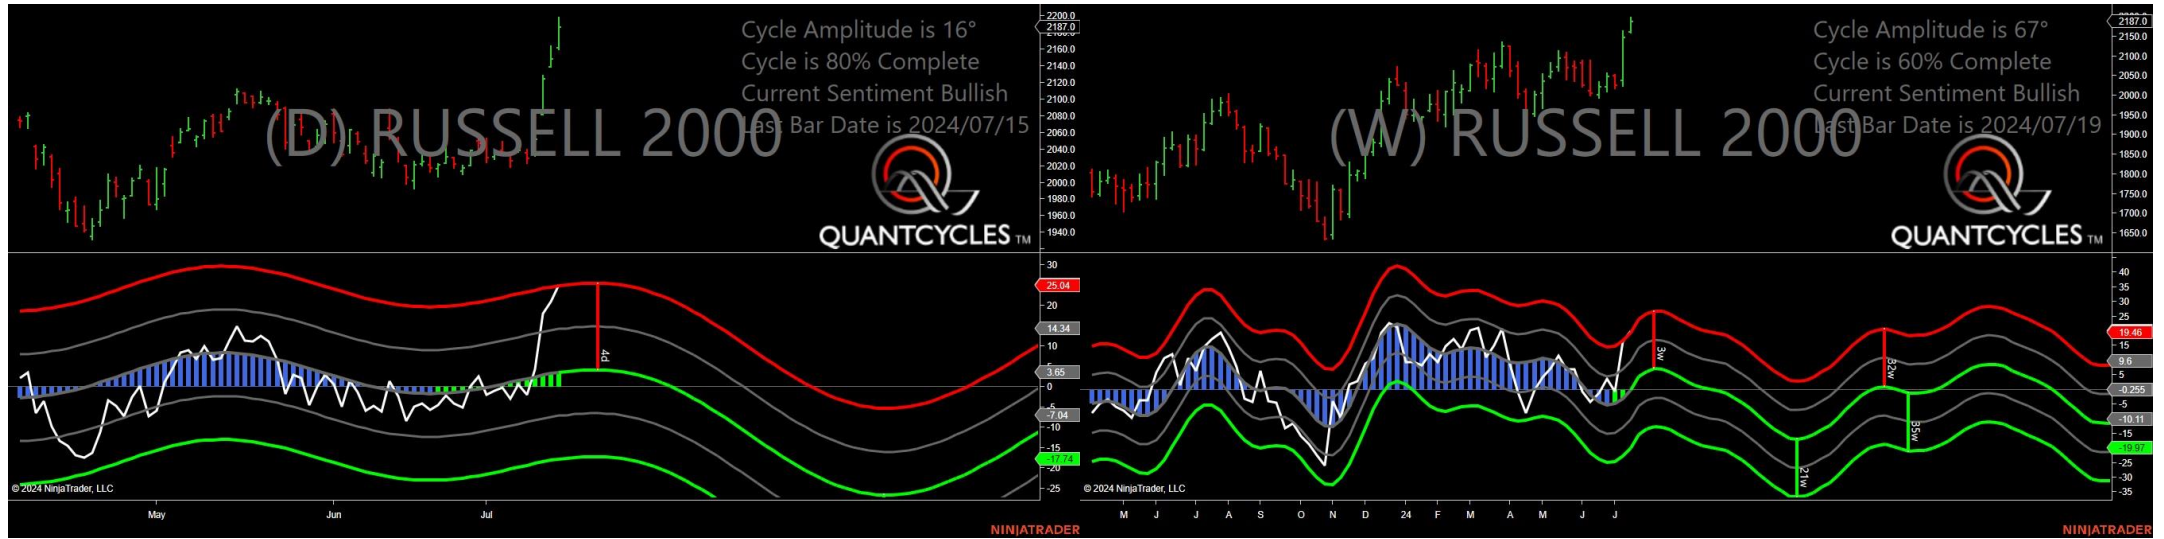 Cycle Amplitude is 16°
Cycle is 80% Complete
Current Sentiment Bullish
Last Bar Date is 2024/07/15
(D) RUSSELL 2000
QUANTCYCLES TM
2200.0
2187.0
2160.0
2140.0
2120.0
2100.0
2080.0
2060.0
2040.0
2020.0
2000.0
1980.0
1960.0
1940.0
30
25.04
20
14.34
10
3.65
0
-7.04
-10
-17.74
-20
-25
4d
© 2024 NinjaTrader, LLC
May Jun Jul
NINJATRADER
Cycle Amplitude is 67°
Cycle is 60% Complete
Current Sentiment Bullish
Last Bar Date is 2024/07/19
(W) RUSSELL 2000
QUANTCYCLES TM
2187.0
2150.0
2100.0
2050.0
2000.0
1950.0
1900.0
1850.0
1800.0
1750.0
1700.0
1650.0
40
35
30
25
19.46
15
9.6
5
-0.255
-5
-10.11
-15
-19.97
-25
-30
-35
3w
32w
35w
21w
© 2024 NinjaTrader, LLC
M J J A S O N D 24 F M A M J J
NINJATRADER